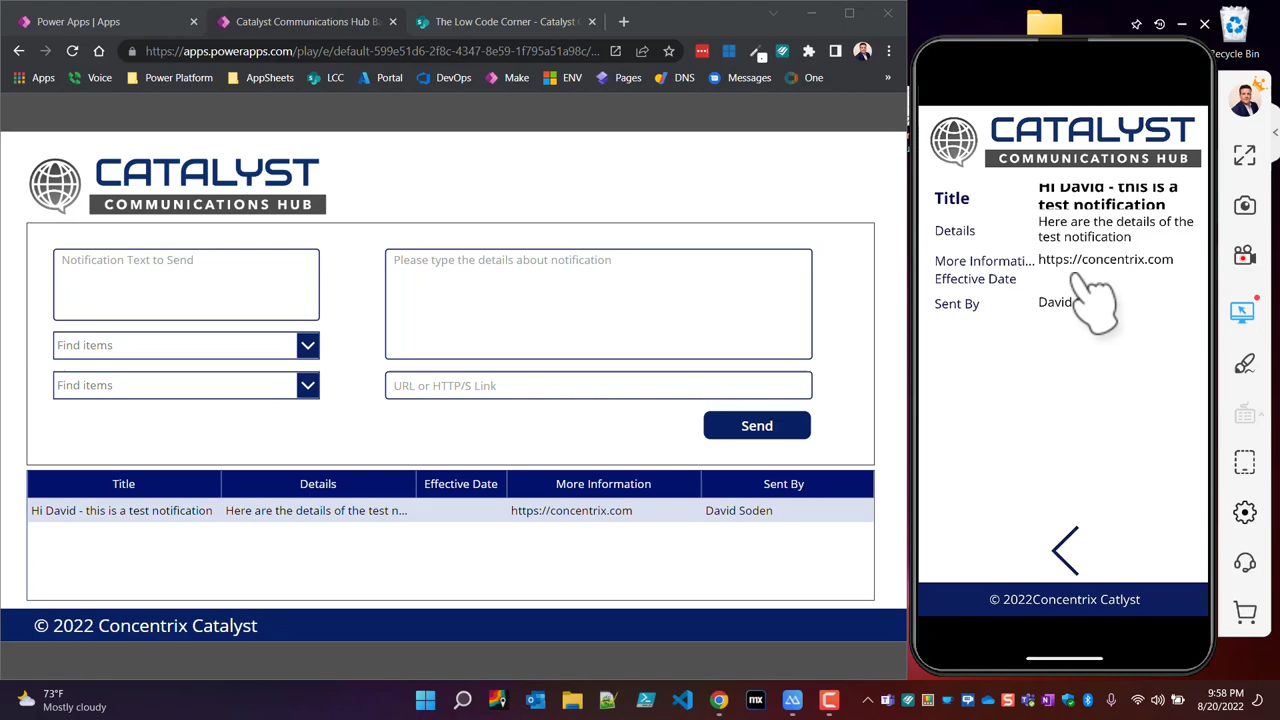 Power Apps | Apps
Catalyst Communications Hub Ba
The Low Code Corner - Catalyst C
https://apps.powerapps.com/play/e/default-599e51d6-2f8c-4347-8e59-1f795a51a98c/...
Apps
Voice
Power Platform
AppSheets
LCC
Portal
DevOps
Make
ENV
Pages
DNS
Messages
One
»
CATALYST
COMMUNICATIONS HUB
Notification Text to Send
Please type the details about notification
Find items
Find items
URL or HTTP/S Link
Send
Title
Details
Effective Date
More Information
Sent By
Hi David - this is a test notification
Here are the details of the test n...
https://concentrix.com
David Soden
© 2022 Concentrix Catalyst
Recycle Bin
CATALYST
COMMUNICATIONS HUB
Title
Hi David - this is a
test notification
Details
Here are the details of the
test notification
More Informati...
https://concentrix.com
Effective Date
Sent By
David
© 2022Concentrix Catlyst
73°F
Mostly cloudy
mx
9:58 PM
8/20/2022